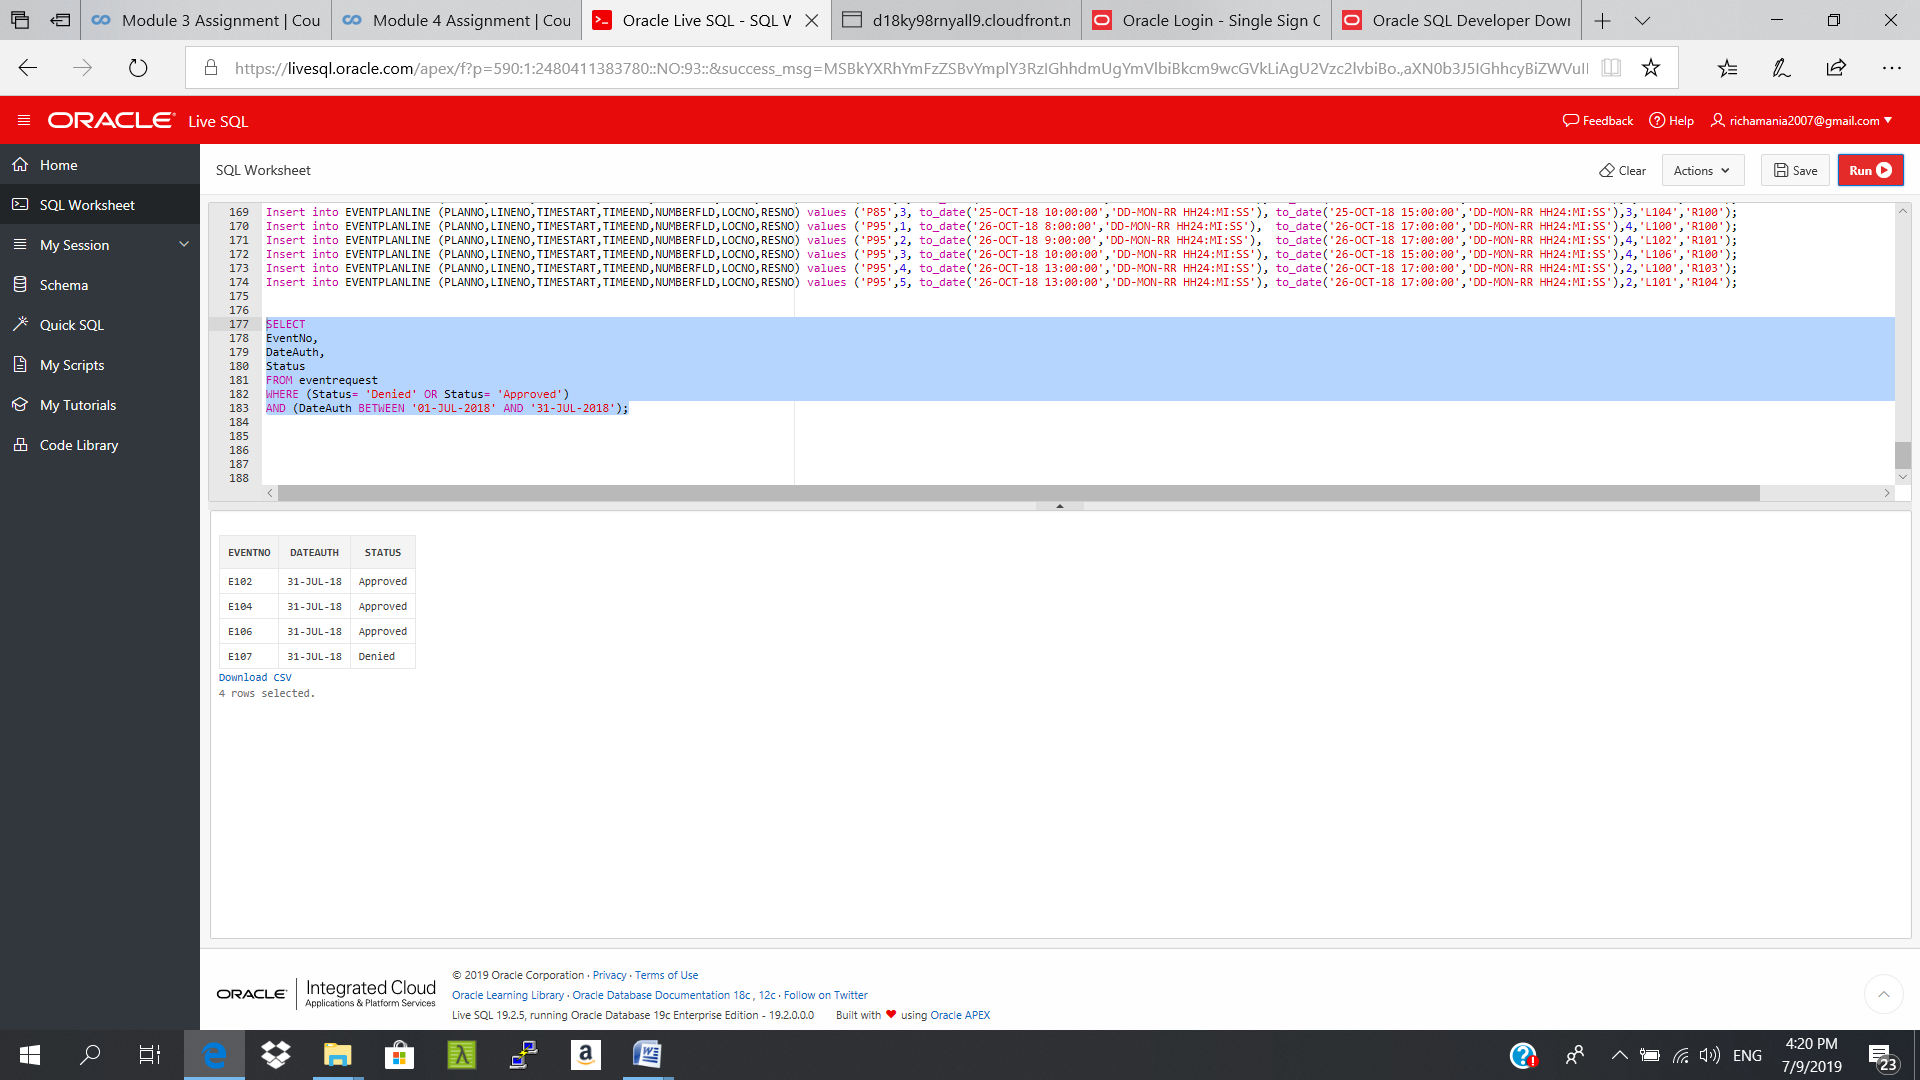 Module 3 Assignment | Cou
Module 4 Assignment | Cou
Oracle Live SQL - SQL W
d18ky98rnyall9.cloudfront.n
Oracle Login - Single Sign O
Oracle SQL Developer Down
ORACLE Live SQL
Feedback
Help
richamania2007@gmail.com
Home
SQL Worksheet
My Session
Schema
Quick SQL
My Scripts
My Tutorials
Code Library
SQL Worksheet
Clear
Actions
Save
Run
169 Insert into EVENTPLANLINE (PLANNO,LINENO,TIMESTART,TIMEEND,NUMBERFLD,LOCNO,RESNO) values ('P85',3, to_date('25-OCT-18 10:00:00','DD-MON-RR HH24:MI:SS'), to_date('25-OCT-18 15:00:00','DD-MON-RR HH24:MI:SS'),3,'L104','R100');
170 Insert into EVENTPLANLINE (PLANNO,LINENO,TIMESTART,TIMEEND,NUMBERFLD,LOCNO,RESNO) values ('P95',1, to_date('26-OCT-18 8:00:00','DD-MON-RR HH24:MI:SS'),  to_date('26-OCT-18 17:00:00','DD-MON-RR HH24:MI:SS'),4,'L100','R100');
171 Insert into EVENTPLANLINE (PLANNO,LINENO,TIMESTART,TIMEEND,NUMBERFLD,LOCNO,RESNO) values ('P95',2, to_date('26-OCT-18 9:00:00','DD-MON-RR HH24:MI:SS'),  to_date('26-OCT-18 17:00:00','DD-MON-RR HH24:MI:SS'),4,'L102','R101');
172 Insert into EVENTPLANLINE (PLANNO,LINENO,TIMESTART,TIMEEND,NUMBERFLD,LOCNO,RESNO) values ('P95',3, to_date('26-OCT-18 10:00:00','DD-MON-RR HH24:MI:SS'), to_date('26-OCT-18 15:00:00','DD-MON-RR HH24:MI:SS'),4,'L106','R100');
173 Insert into EVENTPLANLINE (PLANNO,LINENO,TIMESTART,TIMEEND,NUMBERFLD,LOCNO,RESNO) values ('P95',4, to_date('26-OCT-18 13:00:00','DD-MON-RR HH24:MI:SS'), to_date('26-OCT-18 17:00:00','DD-MON-RR HH24:MI:SS'),2,'L100','R103');
174 Insert into EVENTPLANLINE (PLANNO,LINENO,TIMESTART,TIMEEND,NUMBERFLD,LOCNO,RESNO) values ('P95',5, to_date('26-OCT-18 13:00:00','DD-MON-RR HH24:MI:SS'), to_date('26-OCT-18 17:00:00','DD-MON-RR HH24:MI:SS'),2,'L101','R104');
175
176
177 SELECT
178 EventNo,
179 DateAuth,
180 Status
181 FROM eventrequest
182 WHERE (Status= 'Denied' OR Status= 'Approved')
183 AND (DateAuth BETWEEN '01-JUL-2018' AND '31-JUL-2018');
184
185
186
187
188
EVENTNO DATEAUTH STATUS
E102 31-JUL-18 Approved
E104 31-JUL-18 Approved
E106 31-JUL-18 Approved
E107 31-JUL-18 Denied
Download CSV
4 rows selected.
ORACLE Integrated Cloud
Applications & Platform Services
© 2019 Oracle Corporation · Privacy · Terms of Use
Oracle Learning Library · Oracle Database Documentation 18c , 12c · Follow on Twitter
Live SQL 19.2.5, running Oracle Database 19c Enterprise Edition - 19.2.0.0.0 Built with ❤ using Oracle APEX
ENG
4:20 PM
7/9/2019
23